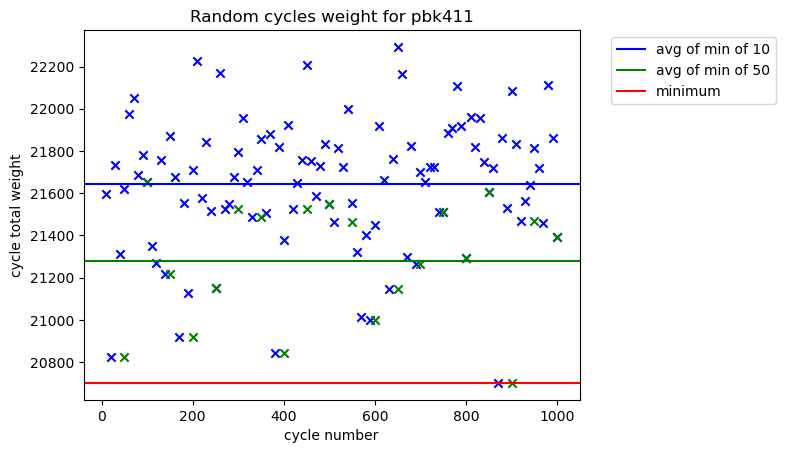 Random cycles weight for pbk411
avg of min of 10
avg of min of 50
minimum
22200
22000
21800
21600
21400
21200
21000
20800
cycle total weight
0 200 400 600 800 1000
cycle number